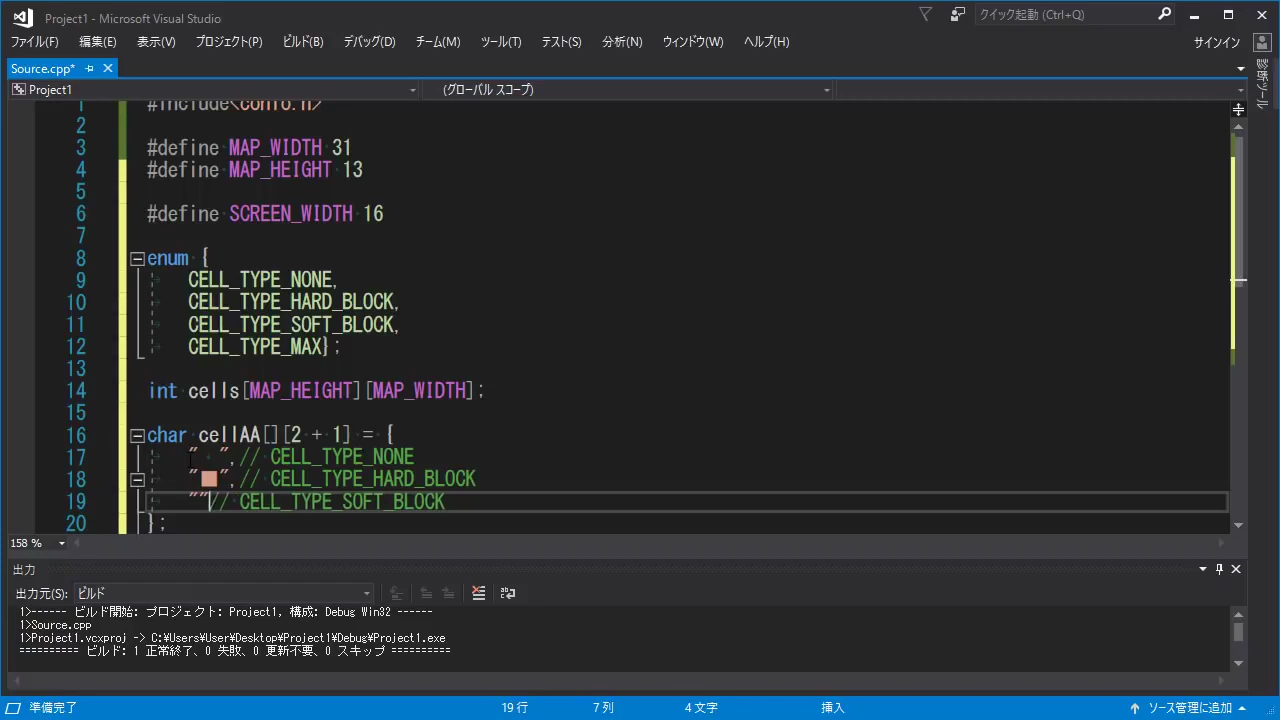 Project1 - Microsoft Visual Studio
クイック起動 (Ctrl+Q)
ファイル(F) 編集(E) 表示(V) プロジェクト(P) ビルド(B) デバッグ(D) チーム(M) ツール(T) テスト(S) 分析(N) ウィンドウ(W) ヘルプ(H) サインイン
Source.cpp*
診断ツール
Project1 (グローバル スコープ)
1 #include<conio.h>
2
3 #define MAP_WIDTH 31
4 #define MAP_HEIGHT 13
5
6 #define SCREEN_WIDTH 16
7
8 enum {
9 CELL_TYPE_NONE,
10 CELL_TYPE_HARD_BLOCK,
11 CELL_TYPE_SOFT_BLOCK,
12 CELL_TYPE_MAX};
13
14 int cells[MAP_HEIGHT][MAP_WIDTH];
15
16 char cellAA[][2 + 1] = {
17 "　",// CELL_TYPE_NONE
18 "■",// CELL_TYPE_HARD_BLOCK
19 ""// CELL_TYPE_SOFT_BLOCK
20 };
158 %
出力
出力元(S): ビルド
1>------ ビルド開始: プロジェクト: Project1, 構成: Debug Win32 ------
1>Source.cpp
1>Project1.vcxproj -> C:¥Users¥User¥Desktop¥Project1¥Debug¥Project1.exe
========== ビルド: 1 正常終了、0 失敗、0 更新不要、0 スキップ ==========
準備完了 19 行 7 列 4 文字 挿入 ソース管理に追加